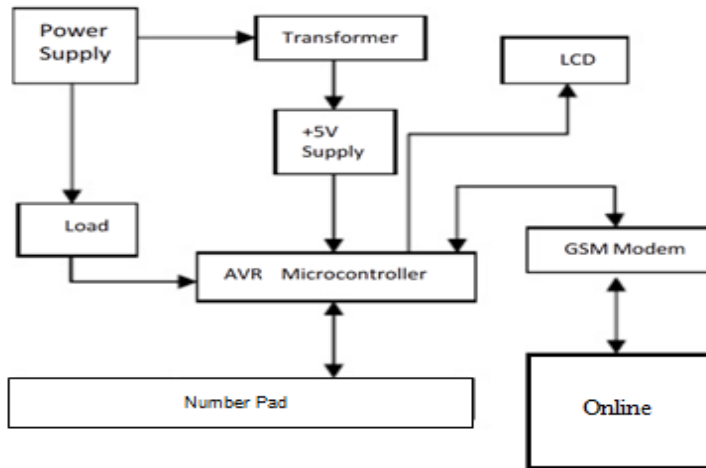 Power
Supply
Transformer
LCD
+5V
Supply
Load
AVR Microcontroller
GSM Modem
Number Pad
Online